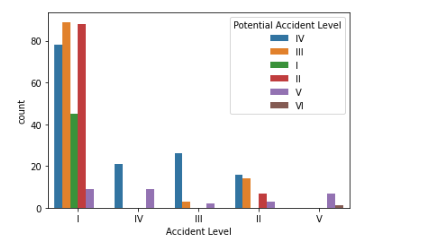 Potential Accident Level
IV
III
I
II
V
VI
80
60
40
20
0
count
I IV III II V
Accident Level